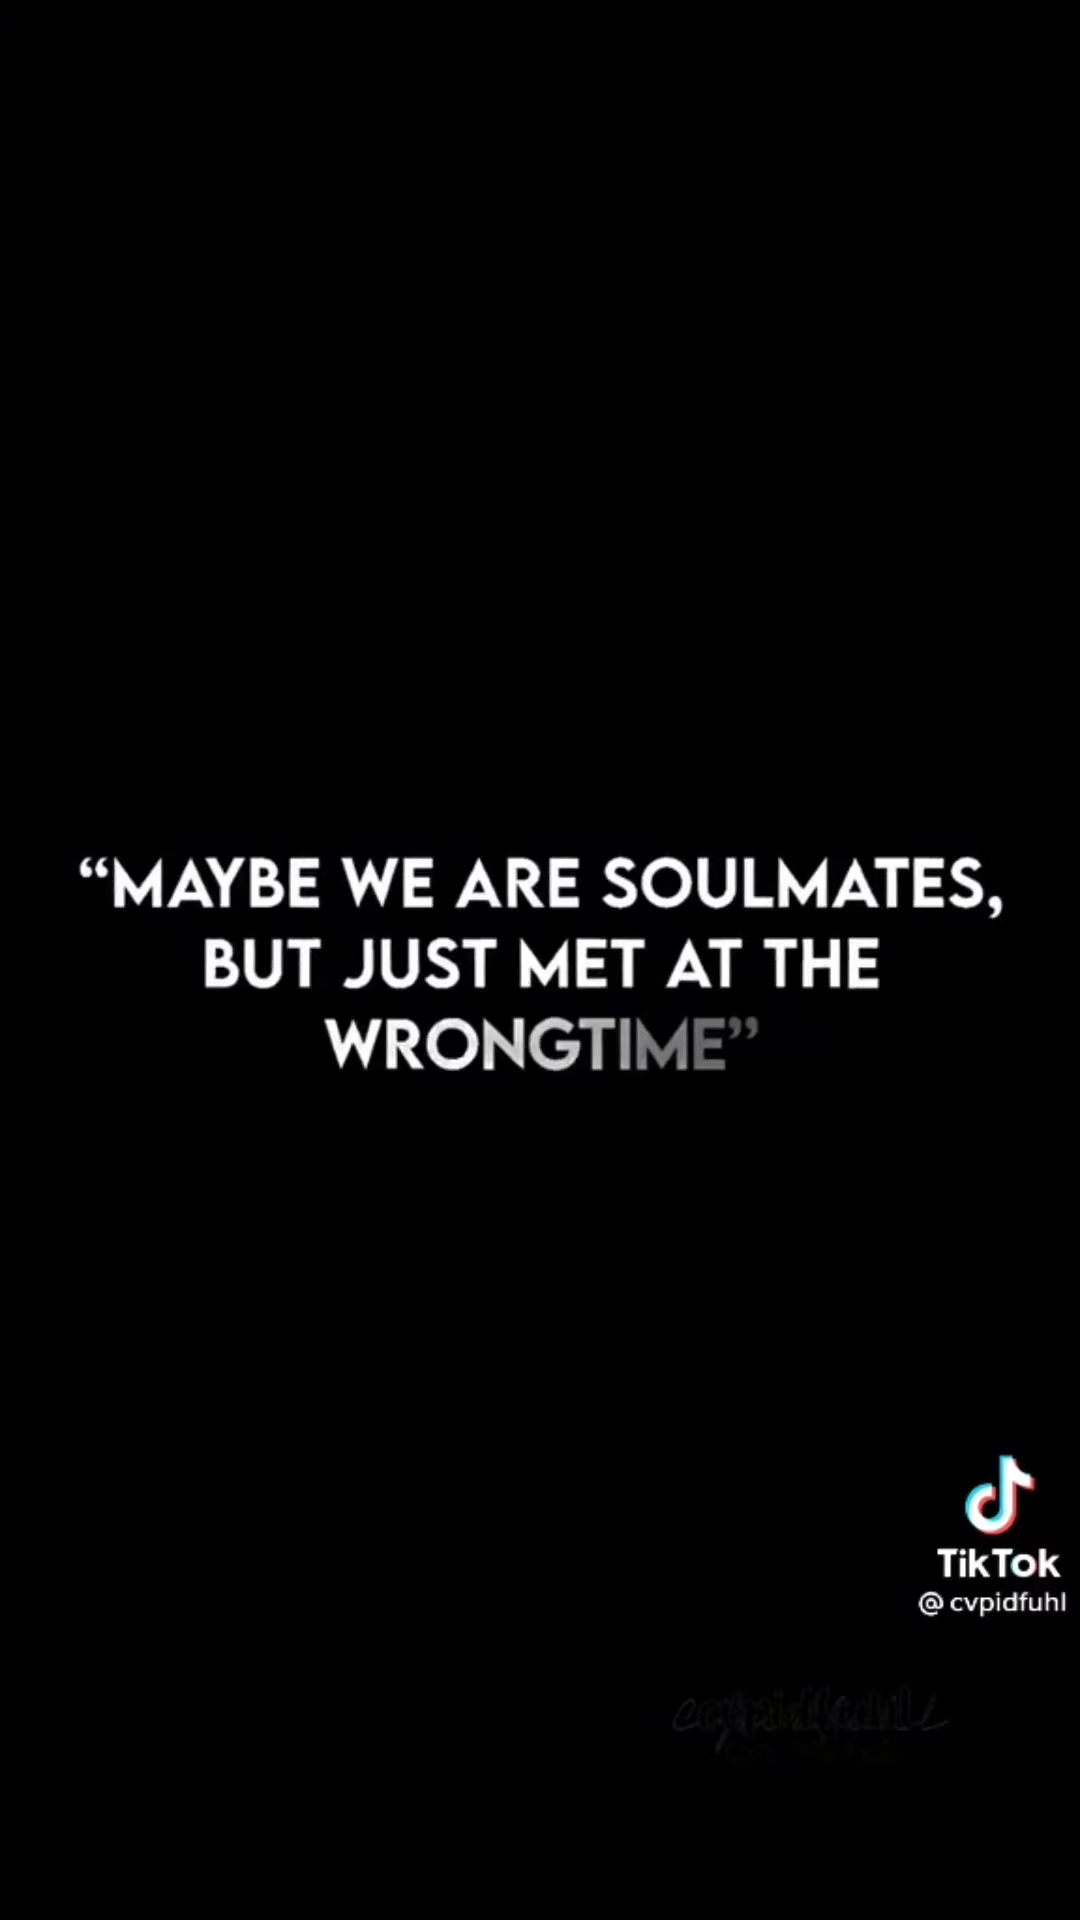 “MAYBE WE ARE SOULMATES,
BUT JUST MET AT THE
WRONGTIME”
TikTok
@cvpidfuhl